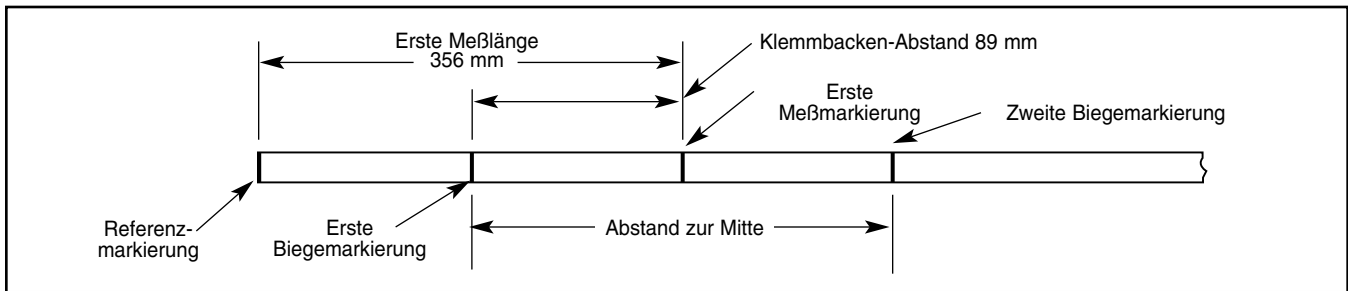 Erste Meßlänge
356 mm
Klemmbacken-Abstand 89 mm
Erste
Meßmarkierung
Zweite Biegemarkierung
Referenz-
markierung
Erste
Biegemarkierung
Abstand zur Mitte